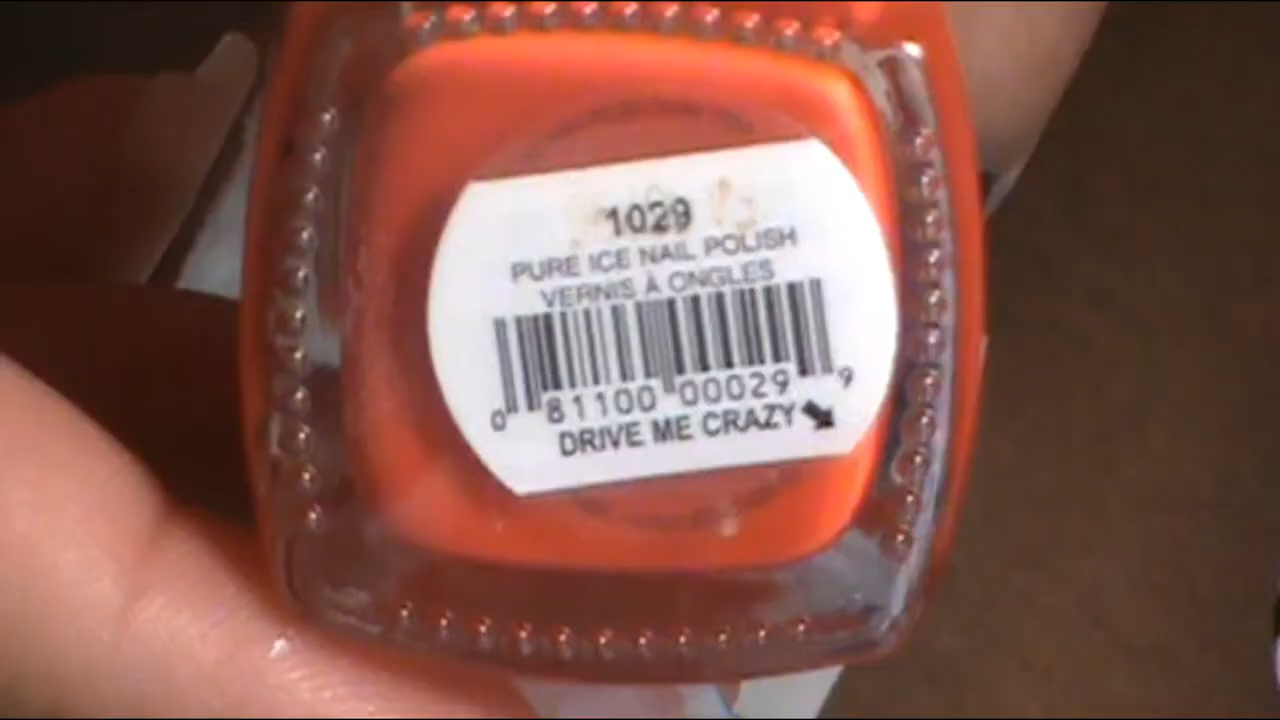 1029
PURE ICE NAIL POLISH
VERNIS À ONGLES
0 81100 00029 9
DRIVE ME CRAZY